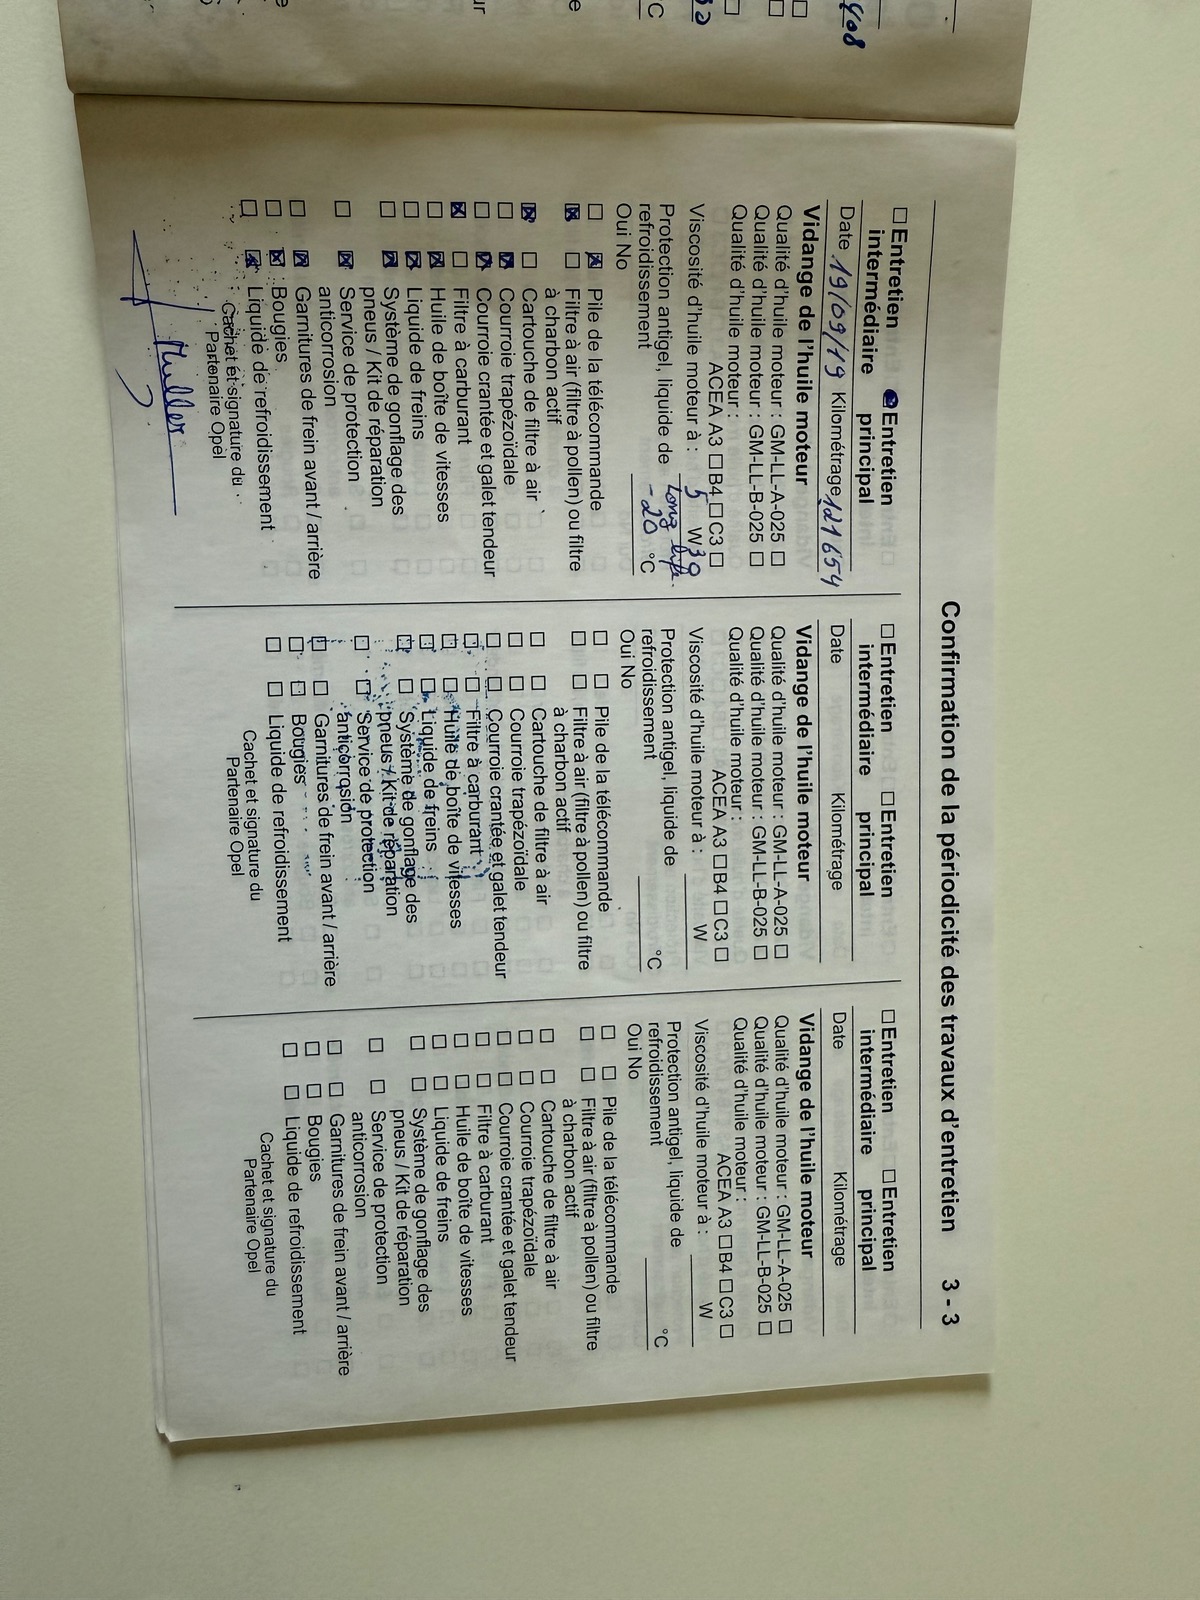 Confirmation de la périodicité des travaux d'entretien 3 - 3
☐ Entretien intermédiaire ☒ Entretien principal
Date 19/09/19 Kilométrage 121654
Vidange de l'huile moteur
Qualité d'huile moteur : GM-LL-A-025 ☐
Qualité d'huile moteur : GM-LL-B-025 ☐
Qualité d'huile moteur :
ACEA A3 ☐ B4 ☐ C3 ☐
Viscosité d'huile moteur à : 5 W30
Long life
Protection antigel, liquide de
refroidissement -20 °C
Oui No
☐ ☒ Pile de la télécommande
☒ ☐ Filtre à air (filtre à pollen) ou filtre
à charbon actif
☒ ☐ Cartouche de filtre à air
☐ ☒ Courroie trapézoïdale
☐ ☒ Courroie crantée et galet tendeur
☒ ☐ Filtre à carburant
☐ ☒ Huile de boîte de vitesses
☐ ☒ Liquide de freins
☐ ☒ Système de gonflage des
pneus / Kit de réparation
☐ ☒ Service de protection
anticorrosion
☐ ☒ Garnitures de frein avant / arrière
☐ ☒ Bougies
☐ ☒ Liquide de refroidissement
Cachet et signature du
Partenaire Opel
Muller
☐ Entretien intermédiaire ☐ Entretien principal
Date Kilométrage
Vidange de l'huile moteur
Qualité d'huile moteur : GM-LL-A-025 ☐
Qualité d'huile moteur : GM-LL-B-025 ☐
Qualité d'huile moteur :
ACEA A3 ☐ B4 ☐ C3 ☐
Viscosité d'huile moteur à : W
Protection antigel, liquide de
refroidissement °C
Oui No
☐ ☐ Pile de la télécommande
☐ ☐ Filtre à air (filtre à pollen) ou filtre
à charbon actif
☐ ☐ Cartouche de filtre à air
☐ ☐ Courroie trapézoïdale
☐ ☐ Courroie crantée et galet tendeur
☐ ☐ Filtre à carburant
☐ ☐ Huile de boîte de vitesses
☐ ☐ Liquide de freins
☐ ☐ Système de gonflage des
pneus / Kit de réparation
☐ ☐ Service de protection
anticorrosion
☐ ☐ Garnitures de frein avant / arrière
☐ ☐ Bougies
☐ ☐ Liquide de refroidissement
Cachet et signature du
Partenaire Opel
☐ Entretien intermédiaire ☐ Entretien principal
Date Kilométrage
Vidange de l'huile moteur
Qualité d'huile moteur : GM-LL-A-025 ☐
Qualité d'huile moteur : GM-LL-B-025 ☐
Qualité d'huile moteur :
ACEA A3 ☐ B4 ☐ C3 ☐
Viscosité d'huile moteur à : W
Protection antigel, liquide de
refroidissement °C
Oui No
☐ ☐ Pile de la télécommande
☐ ☐ Filtre à air (filtre à pollen) ou filtre
à charbon actif
☐ ☐ Cartouche de filtre à air
☐ ☐ Courroie trapézoïdale
☐ ☐ Courroie crantée et galet tendeur
☐ ☐ Filtre à carburant
☐ ☐ Huile de boîte de vitesses
☐ ☐ Liquide de freins
☐ ☐ Système de gonflage des
pneus / Kit de réparation
☐ ☐ Service de protection
anticorrosion
☐ ☐ Garnitures de frein avant / arrière
☐ ☐ Bougies
☐ ☐ Liquide de refroidissement
Cachet et signature du
Partenaire Opel